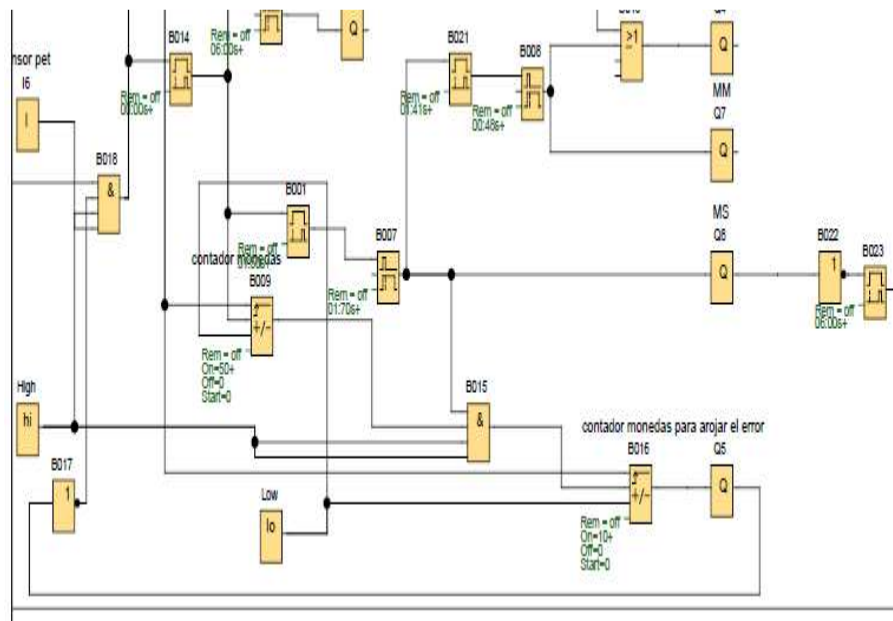 B014
Rem = off
06:00s+
Q
B021
B008
>1
Q
nsor pet
I6
I
Rem = off
Rem = off
01:41s+
Rem = off
00:48s+
MM
Q7
Q
B018
&
B001
B007
MS
Q
B022
1
B023
Rem = off
contador monedas
B009
+/-
Rem = off
01:70s+
Rem = off
06:00s+
Rem = off
On=50+
Off=0
Start=0
High
hi
B015
&
contador monedas para arojar el error
B016
Q5
Q
+/-
B017
1
Low
lo
Rem = off
On=10+
Off=0
Start=0